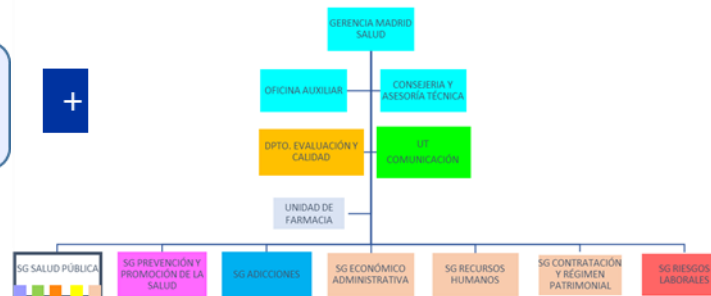 GERENCIA MADRID
SALUD
+
OFICINA AUXILIAR
CONSEJERIA Y
ASESORÍA TÉCNICA
DPTO. EVALUACIÓN Y
CALIDAD
UT
COMUNICACIÓN
UNIDAD DE
FARMACIA
SG SALUD PÚBLICA
SG PREVENCIÓN Y
PROMOCIÓN DE LA
SALUD
SG ADICCIONES
SG ECONÓMICO
ADMINISTRATIVA
SG RECURSOS
HUMANOS
SG CONTRATACIÓN
Y RÉGIMEN
PATRIMONIAL
SG RIESGOS
LABORALES